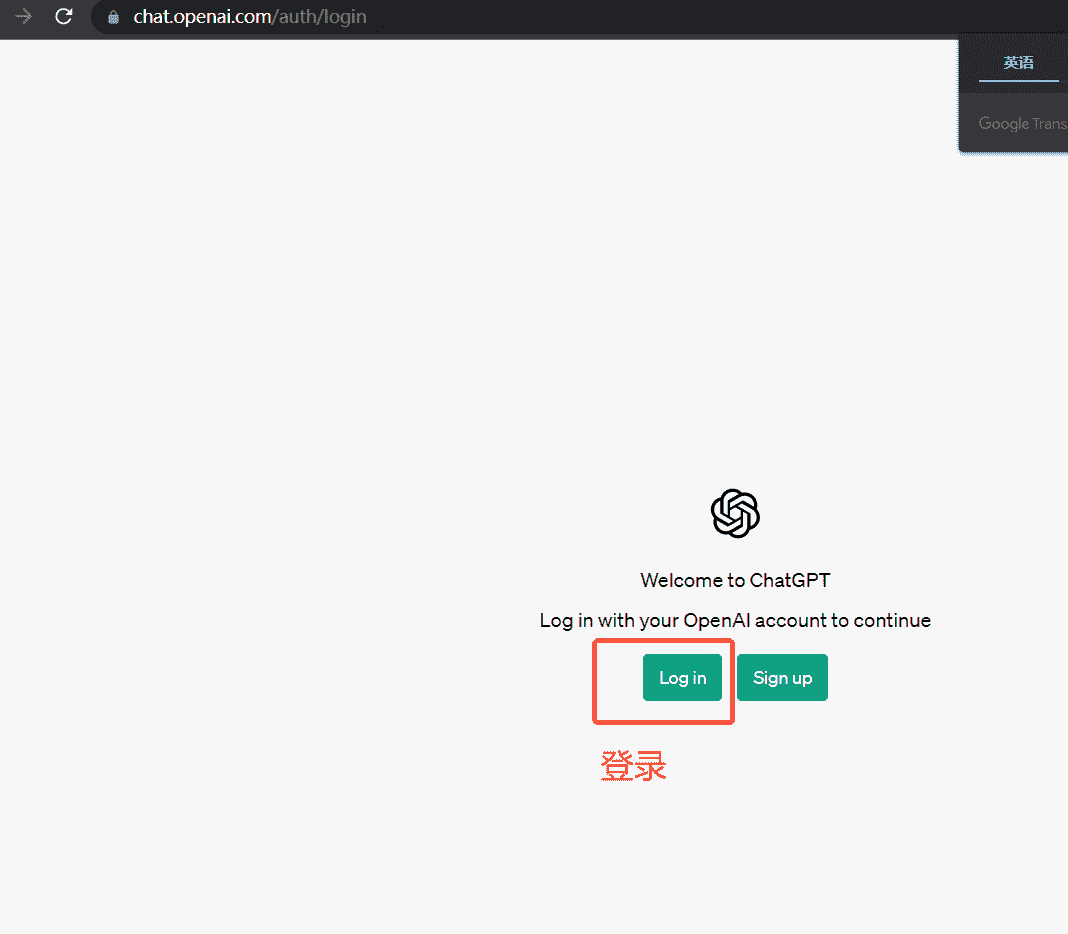 chat.openai.com/auth/login
英语
Google Trans
Welcome to ChatGPT
Log in with your OpenAI account to continue
Log in
Sign up
登录